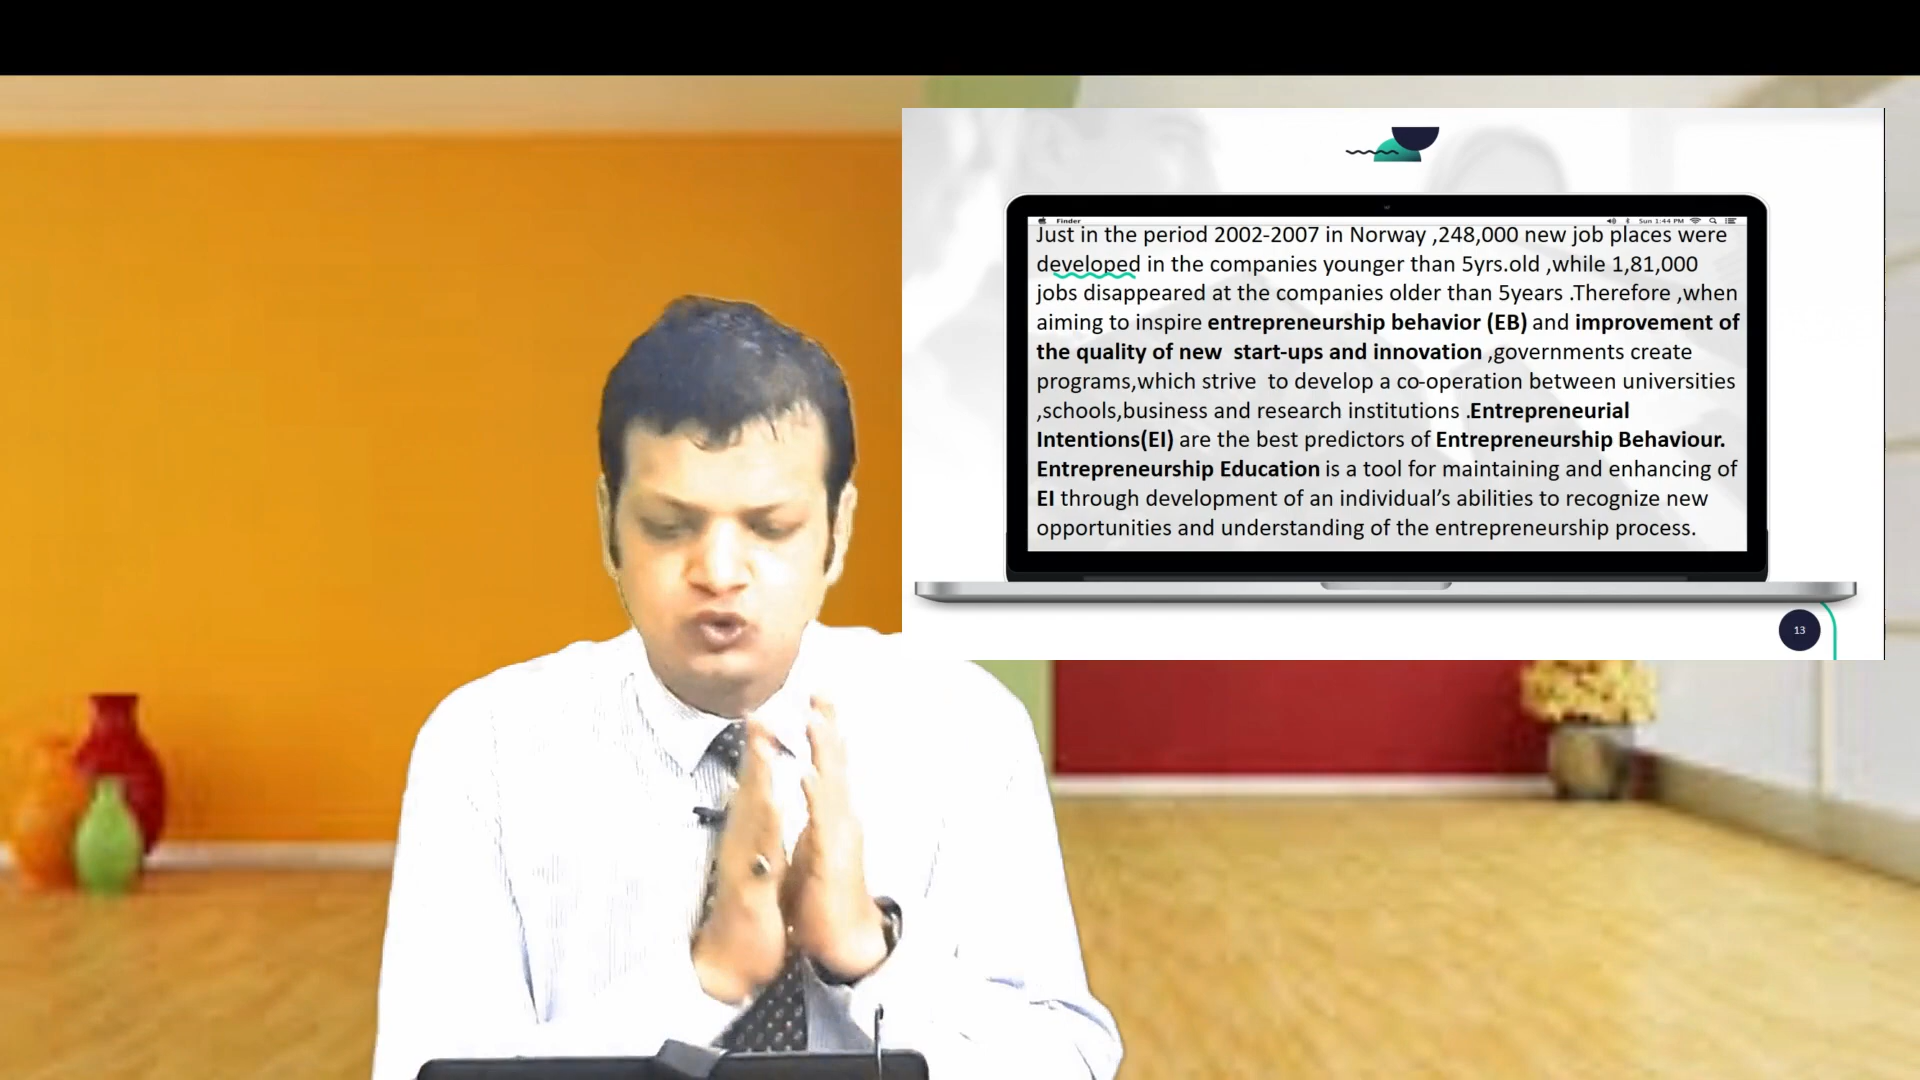 Finder
Sun 1:44 PM
Just in the period 2002-2007 in Norway ,248,000 new job places were
developed in the companies younger than 5yrs.old ,while 1,81,000
jobs disappeared at the companies older than 5years .Therefore ,when
aiming to inspire entrepreneurship behavior (EB) and improvement of
the quality of new start-ups and innovation ,governments create
programs,which strive to develop a co-operation between universities
,schools,business and research institutions .Entrepreneurial
Intentions(EI) are the best predictors of Entrepreneurship Behaviour.
Entrepreneurship Education is a tool for maintaining and enhancing of
EI through development of an individual’s abilities to recognize new
opportunities and understanding of the entrepreneurship process.
13